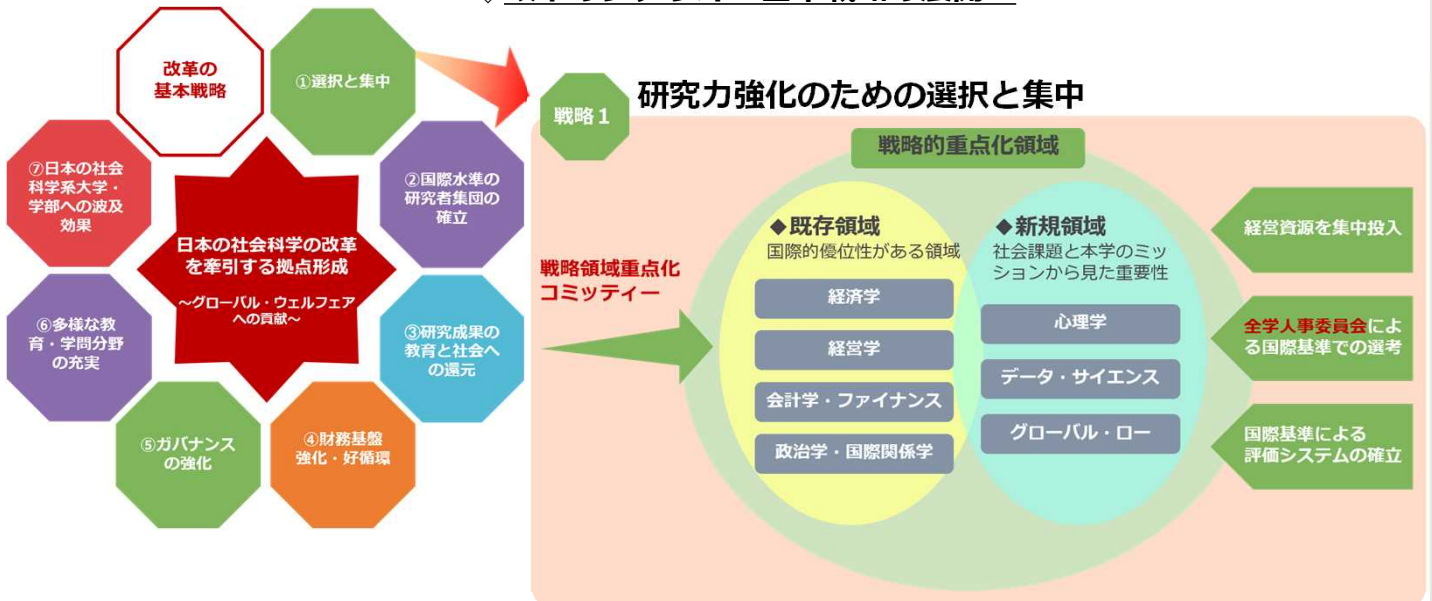 改革の
基本戦略
①選択と集中
②国際水準の
研究者集団の
確立
③研究成果の
教育と社会へ
の還元
④財務基盤
強化・好循環
⑤ガバナンス
の強化
⑥多様な教
育・学問分野
の充実
⑦日本の社会
科学系大学・
学部への波及
効果
日本の社会科学の改革
を牽引する拠点形成
~グローバル・ウェルフェア
への貢献~
戦略1
研究力強化のための選択と集中
戦略的重点化領域
戦略領域重点化
コミッティー
◆既存領域
国際的優位性がある領域
経済学
経営学
会計学・ファイナンス
政治学・国際関係学
◆新規領域
社会課題と本学のミッ
ションから見た重要性
心理学
データ・サイエンス
グローバル・ロー
経営資源を集中投入
全学人事委員会によ
る国際基準での選考
国際基準による
評価システムの確立